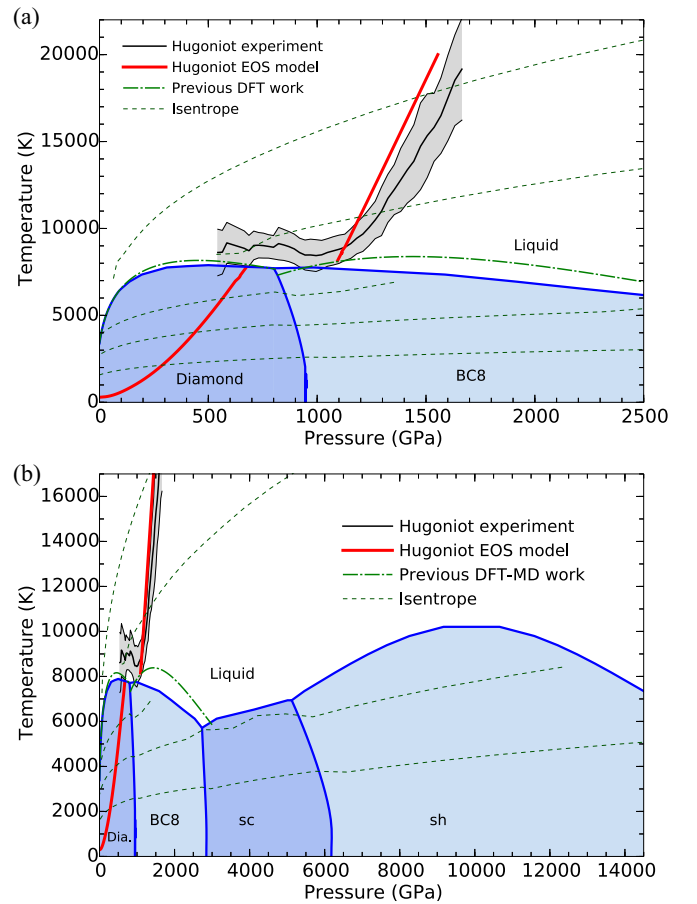 (a)
Hugoniot experiment
Hugoniot EOS model
Previous DFT work
Isentrope
20000
15000
10000
5000
0
Temperature (K)
Liquid
Diamond
BC8
0 500 1000 1500 2000 2500
Pressure (GPa)
(b)
Hugoniot experiment
Hugoniot EOS model
Previous DFT-MD work
Isentrope
16000
14000
12000
10000
8000
6000
4000
2000
0
Temperature (K)
Liquid
Dia.
BC8
sc
sh
0 2000 4000 6000 8000 10000 12000 14000
Pressure (GPa)